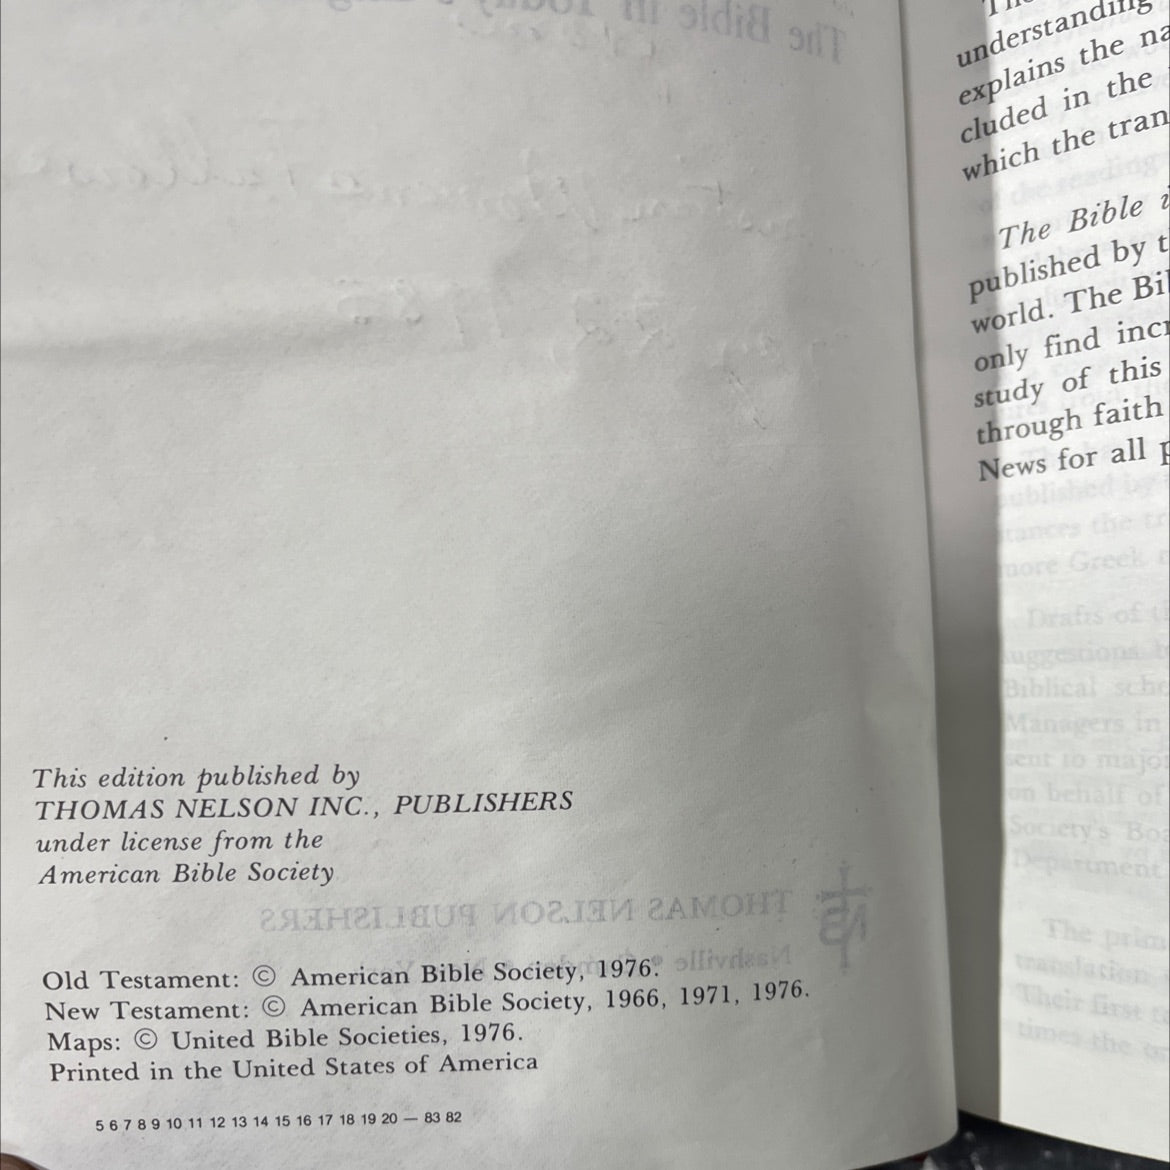 This edition published by
THOMAS NELSON INC., PUBLISHERS
under license from the
American Bible Society
Old Testament: © American Bible Society, 1976.
New Testament: © American Bible Society, 1966, 1971, 1976.
Maps: © United Bible Societies, 1976.
Printed in the United States of America
5 6 7 8 9 10 11 12 13 14 15 16 17 18 19 20 — 83 82
understanding
explains the na
cluded in the
which the tran
The Bible i
published by t
world. The Bib
only find incr
study of this
through faith
News for all p